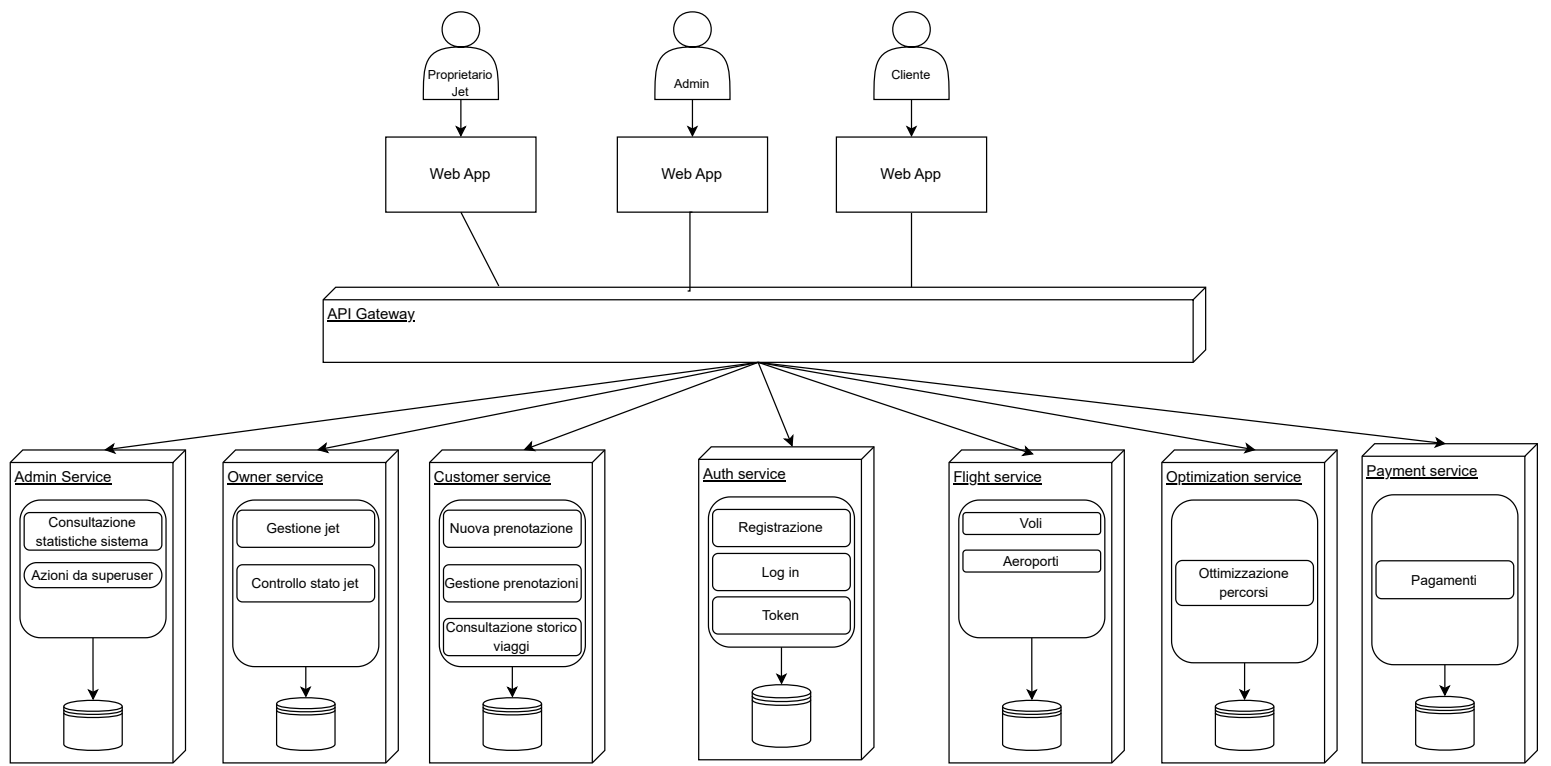 Proprietario
Jet
Admin
Cliente
Web App
Web App
Web App
API Gateway
Admin Service
Consultazione
statistiche sistema
Azioni da superuser
Owner service
Gestione jet
Controllo stato jet
Customer service
Nuova prenotazione
Gestione prenotazioni
Consultazione storico
viaggi
Auth service
Registrazione
Log in
Token
Flight service
Voli
Aeroporti
Optimization service
Ottimizzazione
percorsi
Payment service
Pagamenti